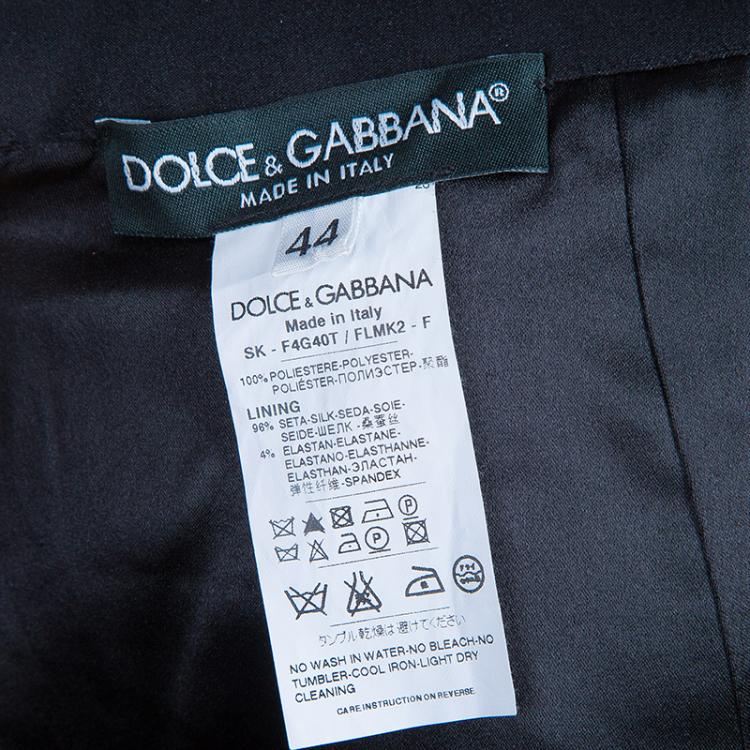 DOLCE & GABBANA®
MADE IN ITALY
44
DOLCE & GABBANA
Made in Italy
SK - F4G40T / FLMK2 - F
100% POLIESTERE-POLYESTER-
POLIÉSTER-ПОЛИЭСТЕР-聚酯
LINING
96% SETA-SILK-SEDA-SOIE-
SEIDE-ШЕЛК -桑蚕丝
4% ELASTAN-ELASTANE-
ELASTANO-ELASTHANNE-
ELASTHAN-ЭЛАСТАН-
弹性纤维-SPANDEX
P
P
ドライ
タンブル乾燥は避けてください
NO WASH IN WATER-NO BLEACH-NO
TUMBLER-COOL IRON-LIGHT DRY
CLEANING
CARE INSTRUCTION ON REVERSE